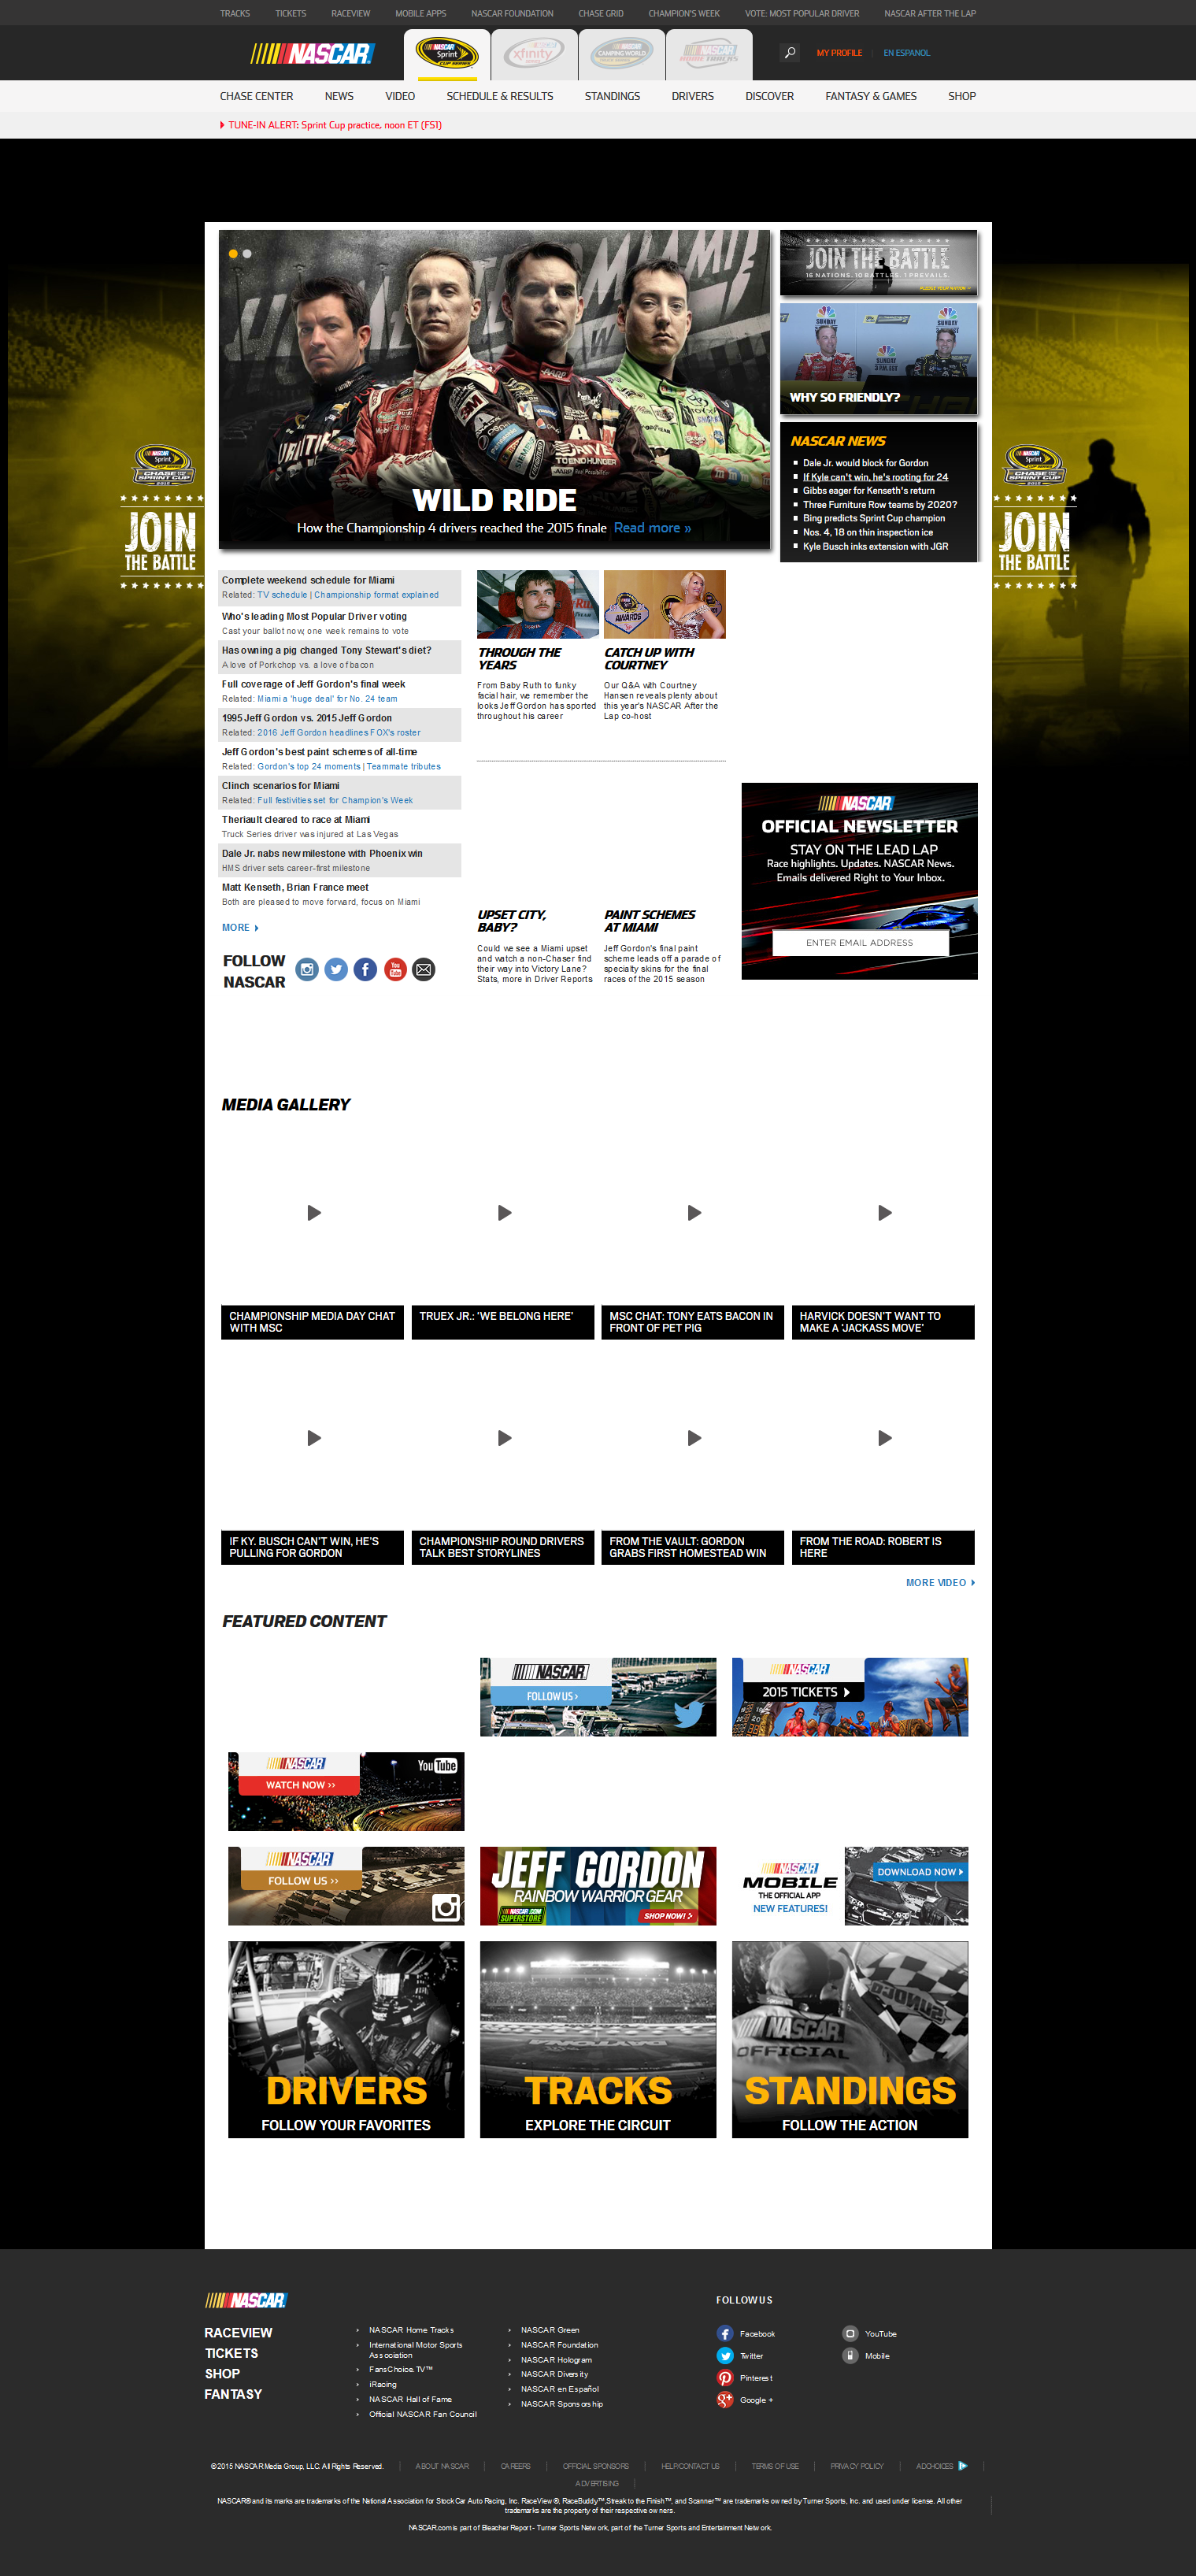 TRACKS TICKETS RACEVIEW MOBILE APPS NASCAR FOUNDATION CHASE GRID CHAMPION'S WEEK VOTE: MOST POPULAR DRIVER NASCAR AFTER THE LAP
NASCAR NASCAR Sprint CUP SERIES NASCAR xfinity NASCAR CAMPING WORLD NASCAR HOME TRACKS MY PROFILE EN ESPANOL
CHASE CENTER NEWS VIDEO SCHEDULE & RESULTS STANDINGS DRIVERS DISCOVER FANTASY & GAMES SHOP
TUNE-IN ALERT: Sprint Cup practice, noon ET (FS1)
WILD RIDE
How the Championship 4 drivers reached the 2015 finale Read more »
JOIN THE BATTLE
16 NATIONS. 10 BATTLES. 1 PREVAILS.
WHY SO FRIENDLY?
NASCAR NEWS
Dale Jr. would block for Gordon
If Kyle can't win, he's rooting for 24
Gibbs eager for Kenseth's return
Three Furniture Row teams by 2020?
Bing predicts Sprint Cup champion
Nos. 4, 18 on thin inspection ice
Kyle Busch inks extension with JGR
NASCAR Sprint
CHASE FOR THE SPRINT CUP
JOIN
THE BATTLE
NASCAR Sprint
CHASE FOR THE SPRINT CUP
JOIN
THE BATTLE
Complete weekend schedule for Miami
Related: TV schedule | Championship format explained
Who's leading Most Popular Driver voting
Cast your ballot now, one week remains to vote
Has owning a pig changed Tony Stewart's diet?
A love of Porkchop vs. a love of bacon
Full coverage of Jeff Gordon's final week
Related: Miami a 'huge deal' for No. 24 team
1995 Jeff Gordon vs. 2015 Jeff Gordon
Related: 2016 Jeff Gordon headlines FOX's roster
Jeff Gordon's best paint schemes of all-time
Related: Gordon's top 24 moments | Teammate tributes
Clinch scenarios for Miami
Related: Full festivities set for Champion's Week
Theriault cleared to race at Miami
Truck Series driver was injured at Las Vegas
Dale Jr. nabs new milestone with Phoenix win
HMS driver sets career-first milestone
Matt Kenseth, Brian France meet
Both are pleased to move forward, focus on Miami
MORE
FOLLOW
NASCAR
THROUGH THE
YEARS
From Baby Ruth to funky
facial hair, we remember the
looks Jeff Gordon has sported
throughout his career
CATCH UP WITH
COURTNEY
Our Q&A with Courtney
Hansen reveals plenty about
this year's NASCAR After the
Lap co-host
UPSET CITY,
BABY?
Could we see a Miami upset
and watch a non-Chaser find
their way into Victory Lane?
Stats, more in Driver Reports
PAINT SCHEMES
AT MIAMI
Jeff Gordon's final paint
scheme leads off a parade of
specialty skins for the final
races of the 2015 season
NASCAR
OFFICIAL NEWSLETTER
STAY ON THE LEAD LAP
Race highlights. Updates. NASCAR News.
Emails delivered Right to Your Inbox.
ENTER EMAIL ADDRESS
MEDIA GALLERY
CHAMPIONSHIP MEDIA DAY CHAT
WITH MSC
TRUEX JR.: 'WE BELONG HERE'
MSC CHAT: TONY EATS BACON IN
FRONT OF PET PIG
HARVICK DOESN'T WANT TO
MAKE A 'JACKASS MOVE'
IF KY. BUSCH CAN'T WIN, HE'S
PULLING FOR GORDON
CHAMPIONSHIP ROUND DRIVERS
TALK BEST STORYLINES
FROM THE VAULT: GORDON
GRABS FIRST HOMESTEAD WIN
FROM THE ROAD: ROBERT IS
HERE
MORE VIDEO
FEATURED CONTENT
NASCAR
FOLLOW US ›
NASCAR
2015 TICKETS
NASCAR
WATCH NOW ››
YouTube
NASCAR
FOLLOW US ››
JEFF GORDON
RAINBOW WARRIOR GEAR
NASCAR.COM SUPERSTORE
SHOP NOW!
NASCAR
MOBILE
THE OFFICIAL APP
NEW FEATURES!
DOWNLOAD NOW
DRIVERS
FOLLOW YOUR FAVORITES
TRACKS
EXPLORE THE CIRCUIT
NASCAR
OFFICIAL
STANDINGS
FOLLOW THE ACTION
NASCAR
RACEVIEW
TICKETS
SHOP
FANTASY
NASCAR Home Tracks
International Motor Sports
Association
FansChoice.TV™
iRacing
NASCAR Hall of Fame
Official NASCAR Fan Council
NASCAR Green
NASCAR Foundation
NASCAR Hologram
NASCAR Diversity
NASCAR en Español
NASCAR Sponsorship
FOLLOW US
Facebook
Twitter
Pinterest
Google +
YouTube
Mobile
© 2015 NASCAR Media Group, LLC. All Rights Reserved. ABOUT NASCAR CAREERS OFFICIAL SPONSORS HELP/CONTACT US TERMS OF USE PRIVACY POLICY ADCHOICES
ADVERTISING
NASCAR® and its marks are trademarks of the National Association for Stock Car Auto Racing, Inc. RaceView ®, RaceBuddy™,Streak to the Finish™, and Scanner™ are trademarks owned by Turner Sports, Inc. and used under license. All other
trademarks are the property of their respective owners.
NASCAR.com is part of Bleacher Report - Turner Sports Network, part of the Turner Sports and Entertainment Network.